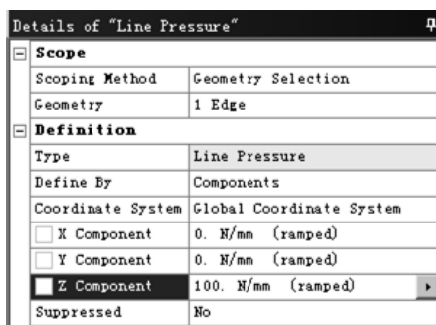 Details of "Line Pressure"
Scope
Scoping Method Geometry Selection
Geometry 1 Edge
Definition
Type Line Pressure
Define By Components
Coordinate System Global Coordinate System
X Component 0. N/mm (ramped)
Y Component 0. N/mm (ramped)
Z Component 100. N/mm (ramped)
Suppressed No